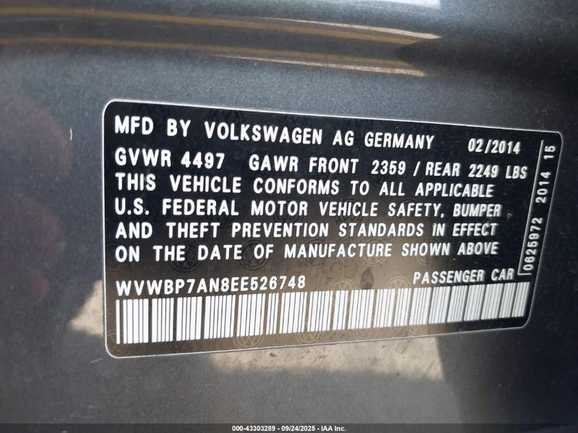 MFD BY VOLKSWAGEN AG GERMANY 02/2014
GVWR 4497 GAWR FRONT 2359 / REAR 2249 LBS
THIS VEHICLE CONFORMS TO ALL APPLICABLE
U.S. FEDERAL MOTOR VEHICLE SAFETY, BUMPER
AND THEFT PREVENTION STANDARDS IN EFFECT
ON THE DATE OF MANUFACTURE SHOWN ABOVE
WVWBP7AN8EE526748 PASSENGER CAR
0625972 2014 15
000-43303289 - 09/24/2025 - IAA Inc.